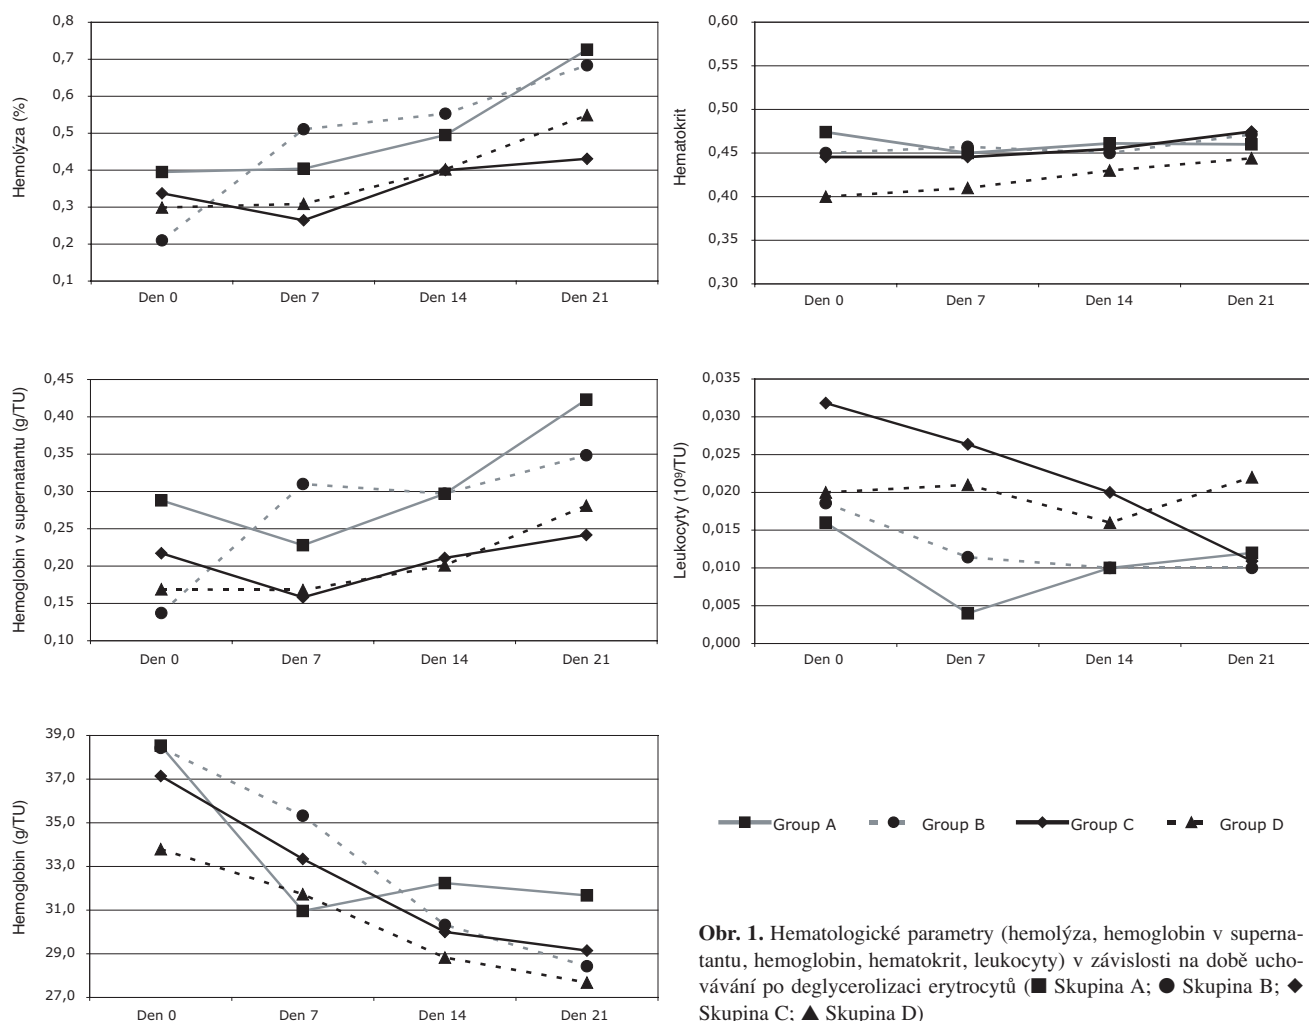 Hemolýza (%)
0,8
0,7
0,6
0,5
0,4
0,3
0,2
0,1
Den 0 Den 7 Den 14 Den 21
Hematokrit
0,60
0,55
0,50
0,45
0,40
0,35
0,30
Den 0 Den 7 Den 14 Den 21
Hemoglobin v supernatantu (g/TU)
0,45
0,40
0,35
0,30
0,25
0,20
0,15
0,10
Den 0 Den 7 Den 14 Den 21
Leukocyty (10⁹/TU)
0,035
0,030
0,025
0,020
0,015
0,010
0,005
0,000
Den 0 Den 7 Den 14 Den 21
Hemoglobin (g/TU)
39,0
37,0
35,0
33,0
31,0
29,0
27,0
Den 0 Den 7 Den 14 Den 21
Group A Group B Group C Group D
Obr. 1. Hematologické parametry (hemolýza, hemoglobin v superna-
tantu, hemoglobin, hematokrit, leukocyty) v závislosti na době ucho-
vávání po deglycerolizaci erytrocytů (■ Skupina A; ● Skupina B; ◆
Skupina C; ▲ Skupina D)